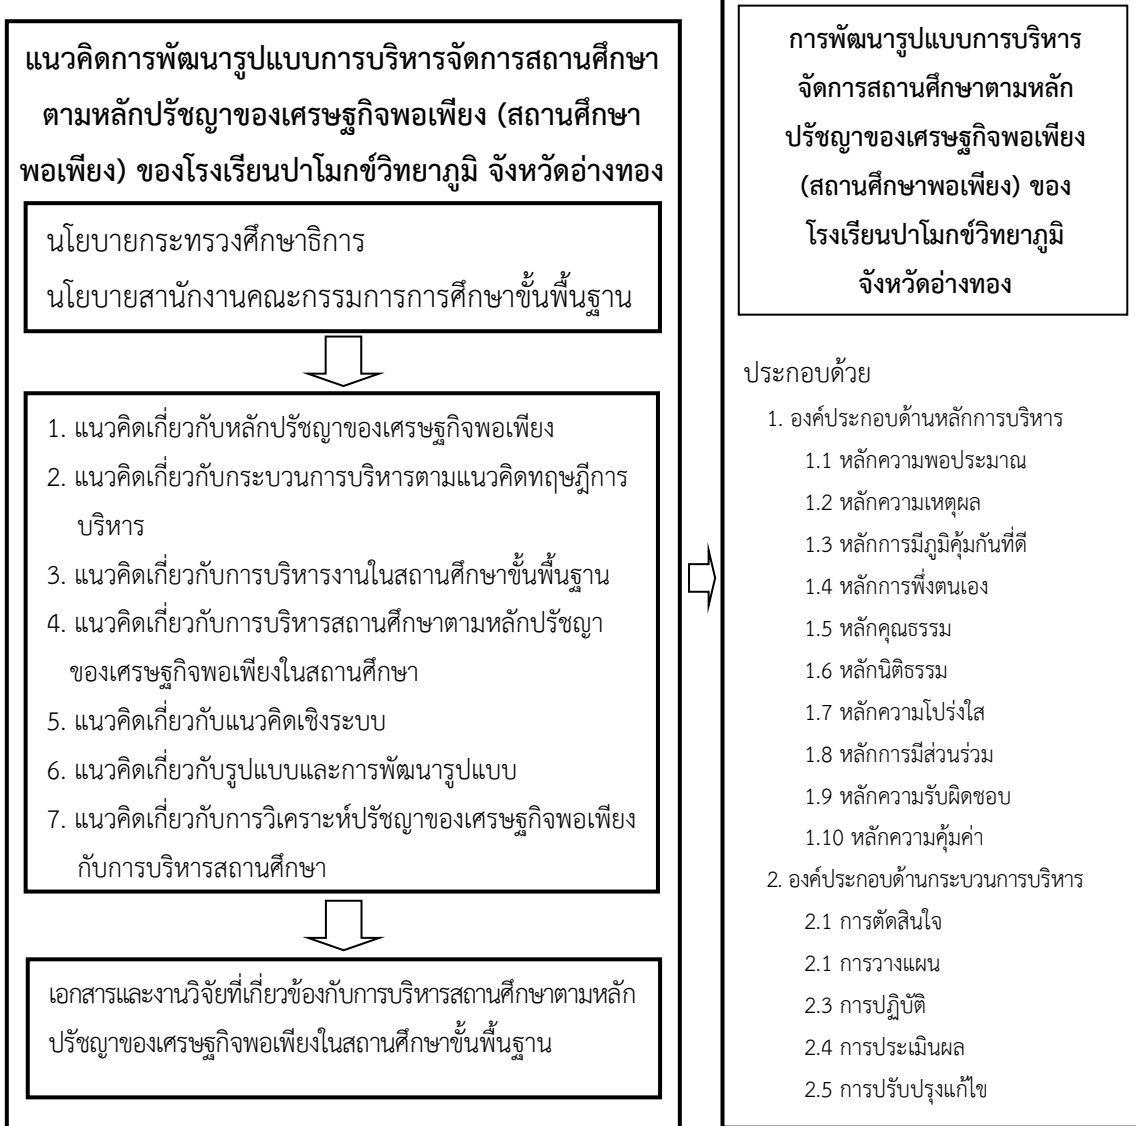 แนวคิดการพัฒนารูปแบบการบริหารจัดการสถานศึกษา
ตามหลักปรัชญาของเศรษฐกิจพอเพียง (สถานศึกษา
พอเพียง) ของโรงเรียนปาโมกข์วิทยาภูมิ จังหวัดอ่างทอง
นโยบายกระทรวงศึกษาธิการ
นโยบายสานักงานคณะกรรมการการศึกษาขั้นพื้นฐาน
1. แนวคิดเกี่ยวกับหลักปรัชญาของเศรษฐกิจพอเพียง
2. แนวคิดเกี่ยวกับกระบวนการบริหารตามแนวคิดทฤษฎีการ
บริหาร
3. แนวคิดเกี่ยวกับการบริหารงานในสถานศึกษาขั้นพื้นฐาน
4. แนวคิดเกี่ยวกับการบริหารสถานศึกษาตามหลักปรัชญา
ของเศรษฐกิจพอเพียงในสถานศึกษา
5. แนวคิดเกี่ยวกับแนวคิดเชิงระบบ
6. แนวคิดเกี่ยวกับรูปแบบและการพัฒนารูปแบบ
7. แนวคิดเกี่ยวกับการวิเคราะห์ปรัชญาของเศรษฐกิจพอเพียง
กับการบริหารสถานศึกษา
เอกสารและงานวิจัยที่เกี่ยวข้องกับการบริหารสถานศึกษาตามหลัก
ปรัชญาของเศรษฐกิจพอเพียงในสถานศึกษาขั้นพื้นฐาน
การพัฒนารูปแบบการบริหาร
จัดการสถานศึกษาตามหลัก
ปรัชญาของเศรษฐกิจพอเพียง
(สถานศึกษาพอเพียง) ของ
โรงเรียนปาโมกข์วิทยาภูมิ
จังหวัดอ่างทอง
ประกอบด้วย
1. องค์ประกอบด้านหลักการบริหาร
1.1 หลักความพอประมาณ
1.2 หลักความเหตุผล
1.3 หลักการมีภูมิคุ้มกันที่ดี
1.4 หลักการพึ่งตนเอง
1.5 หลักคุณธรรม
1.6 หลักนิติธรรม
1.7 หลักความโปร่งใส
1.8 หลักการมีส่วนร่วม
1.9 หลักความรับผิดชอบ
1.10 หลักความคุ้มค่า
2. องค์ประกอบด้านกระบวนการบริหาร
2.1 การตัดสินใจ
2.1 การวางแผน
2.3 การปฏิบัติ
2.4 การประเมินผล
2.5 การปรับปรุงแก้ไข